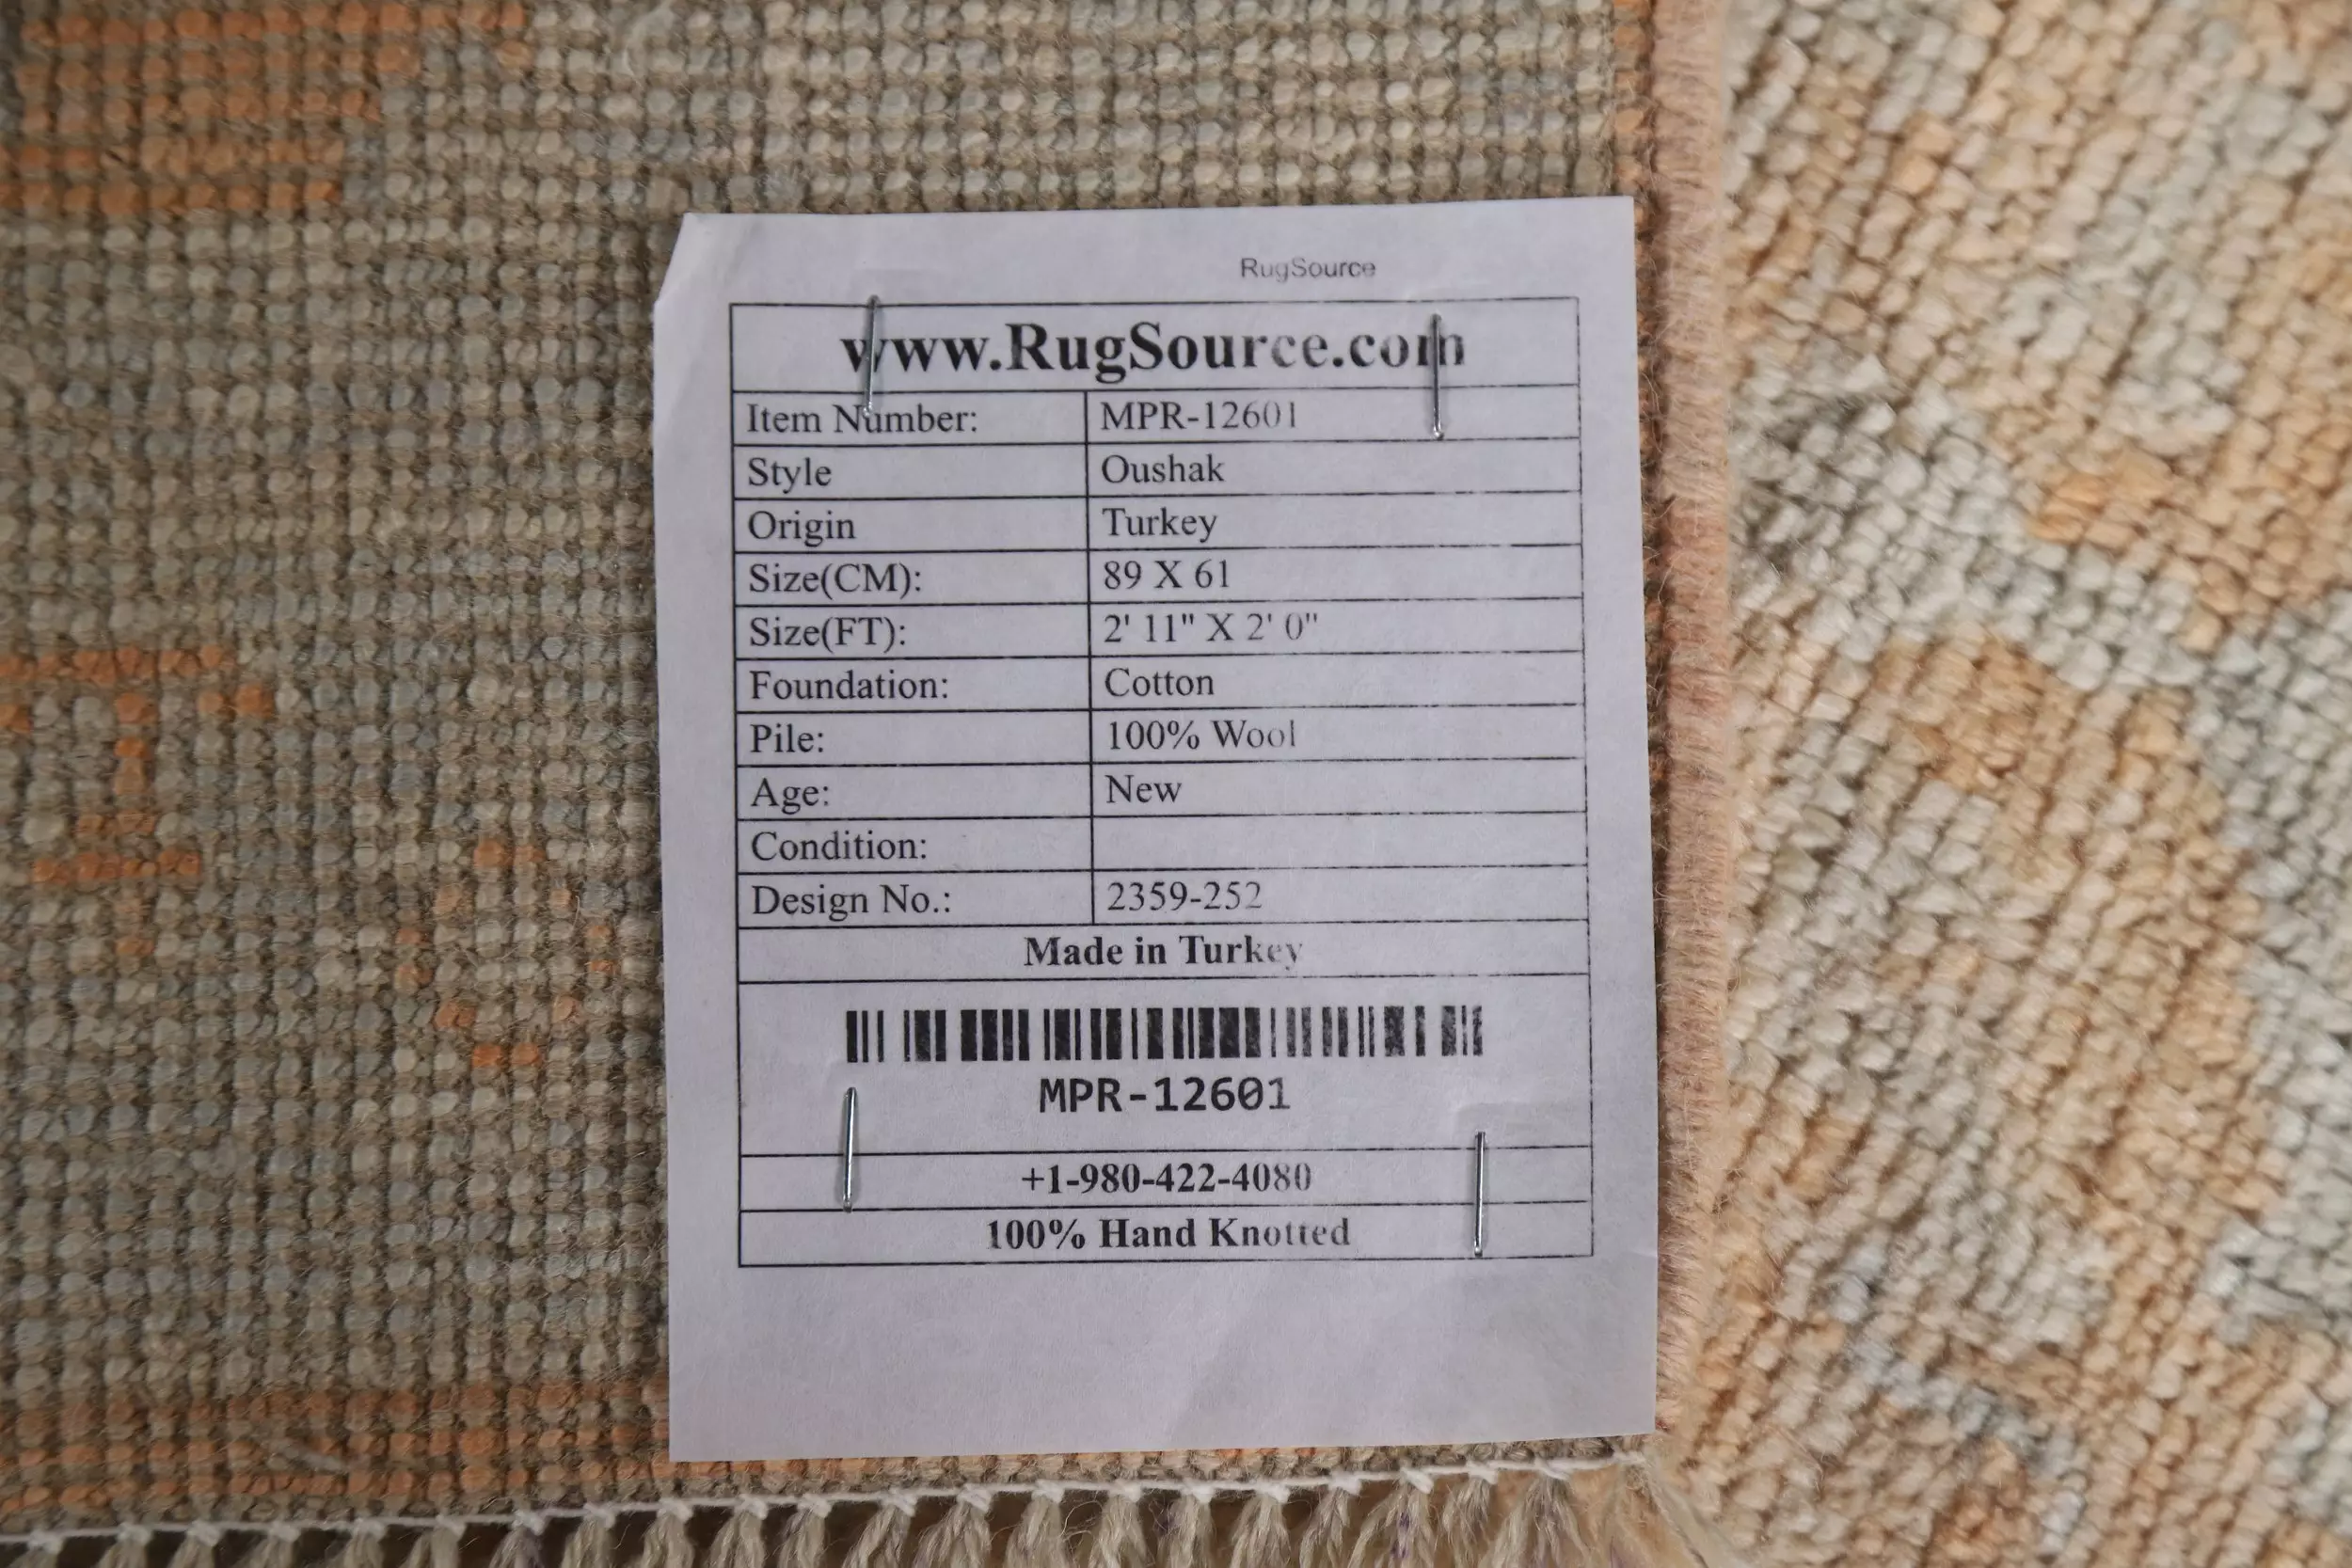 RugSource
www.RugSource.com
Item Number: MPR-12601
Style Oushak
Origin Turkey
Size(CM): 89 X 61
Size(FT): 2' 11" X 2' 0"
Foundation: Cotton
Pile: 100% Wool
Age: New
Condition:
Design No.: 2359-252
Made in Turkey
MPR-12601
+1-980-422-4080
100% Hand Knotted